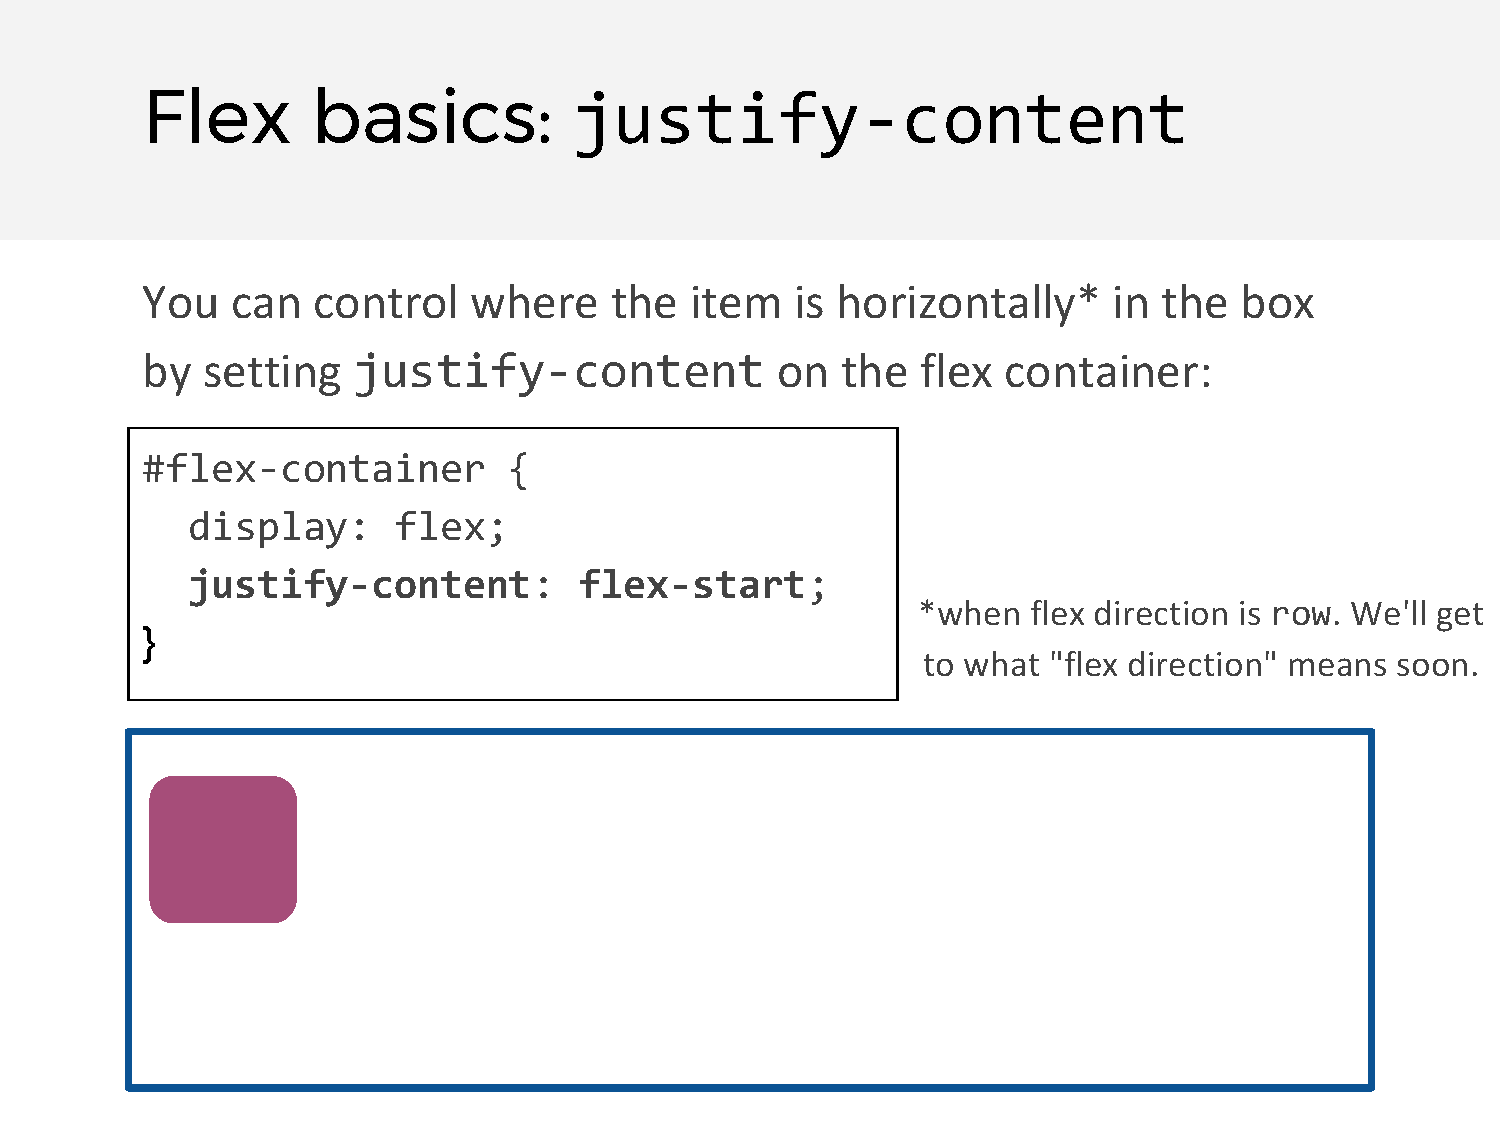 Flex basics: justify-content
You can control where the item is horizontally* in the box
by setting justify-content on the flex container:
#flex-container {
  display: flex;
  justify-content: flex-start;
}
*when flex direction is row. We'll get
to what "flex direction" means soon.